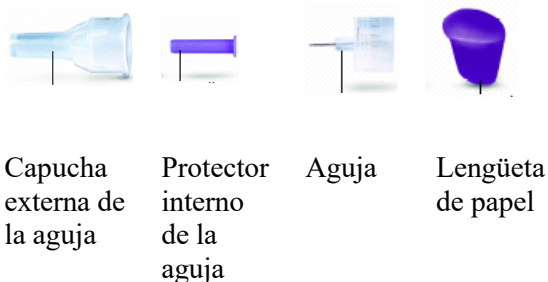 Capucha
externa de
la aguja
Protector
interno
de la
aguja
Aguja
Lengüeta
de papel